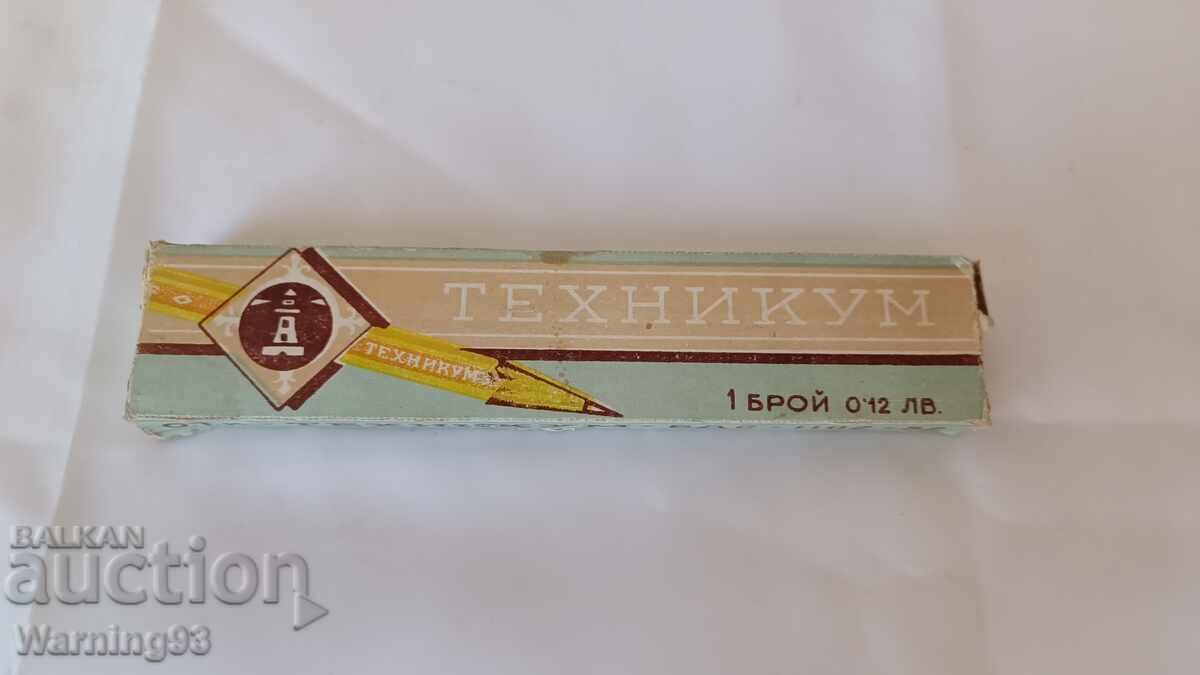 ТЕХНИКУМ
ТЕХНИКУМ
1 БРОЙ 0'12 ЛВ.
BALKAN
auction
Warning93